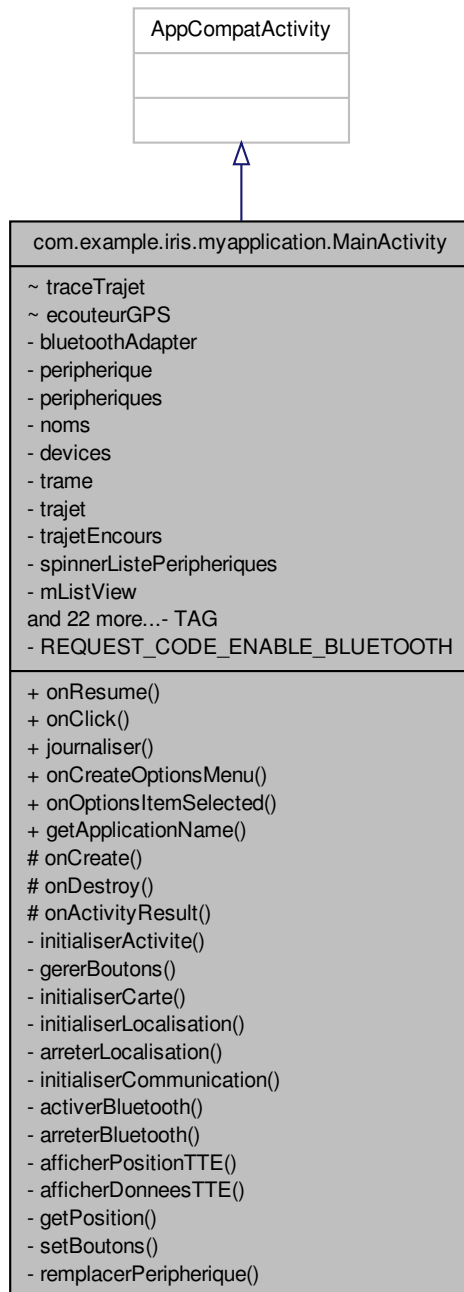 AppCompatActivity
com.example.iris.myapplication.MainActivity
~ traceTrajet
~ ecouteurGPS
- bluetoothAdapter
- peripherique
- peripheriques
- noms
- devices
- trame
- trajet
- trajetEncours
- spinnerListePeripheriques
- mListView
and 22 more...- TAG
- REQUEST_CODE_ENABLE_BLUETOOTH
+ onResume()
+ onClick()
+ journaliser()
+ onCreateOptionsMenu()
+ onOptionsItemSelected()
+ getApplicationName()
# onCreate()
# onDestroy()
# onActivityResult()
- initialiserActivite()
- gererBoutons()
- initialiserCarte()
- initialiserLocalisation()
- arreterLocalisation()
- initialiserCommunication()
- activerBluetooth()
- arreterBluetooth()
- afficherPositionTTE()
- afficherDonneesTTE()
- getPosition()
- setBoutons()
- remplacerPeripherique()